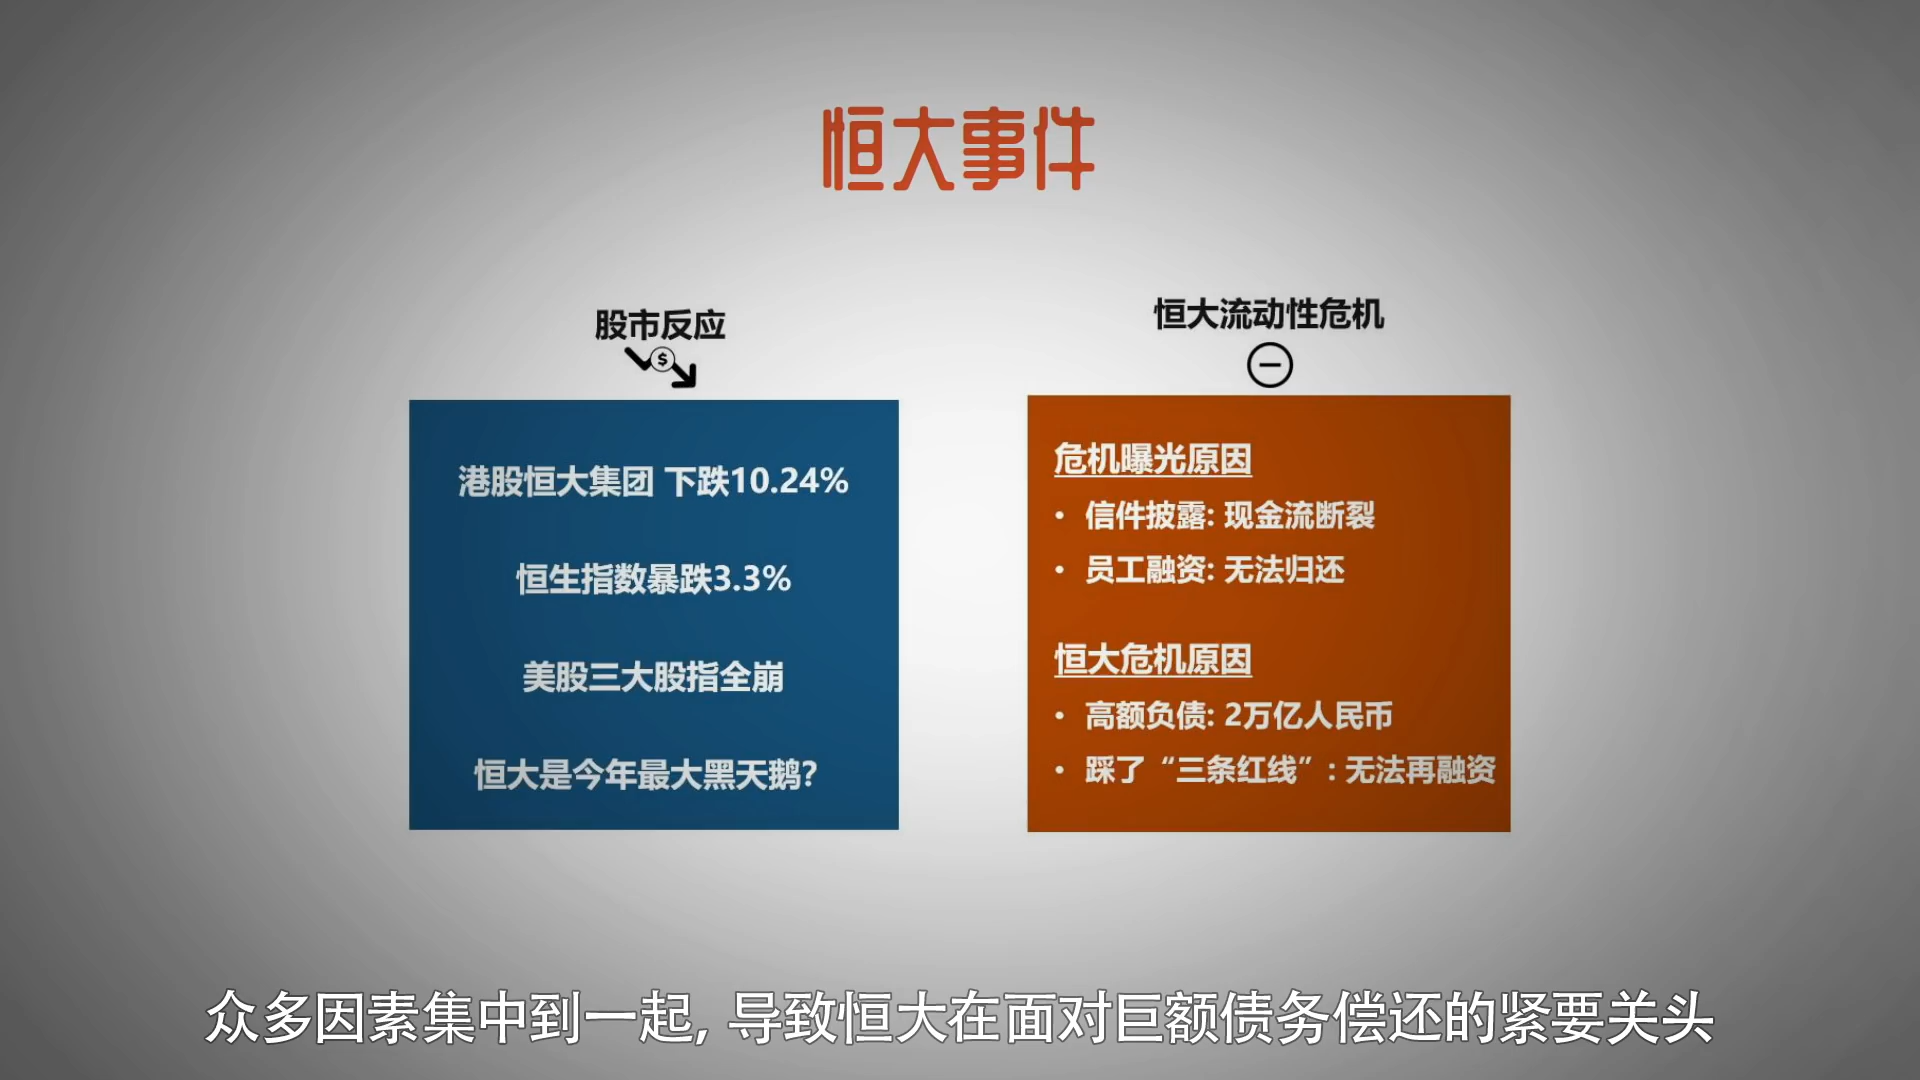 恒大事件
股市反应
$
港股恒大集团 下跌10.24%
恒生指数暴跌3.3%
美股三大股指全崩
恒大是今年最大黑天鹅?
恒大流动性危机
危机曝光原因
• 信件披露: 现金流断裂
• 员工融资: 无法归还
恒大危机原因
• 高额负债: 2万亿人民币
• 踩了“三条红线”: 无法再融资
众多因素集中到一起, 导致恒大在面对巨额债务偿还的紧要关头